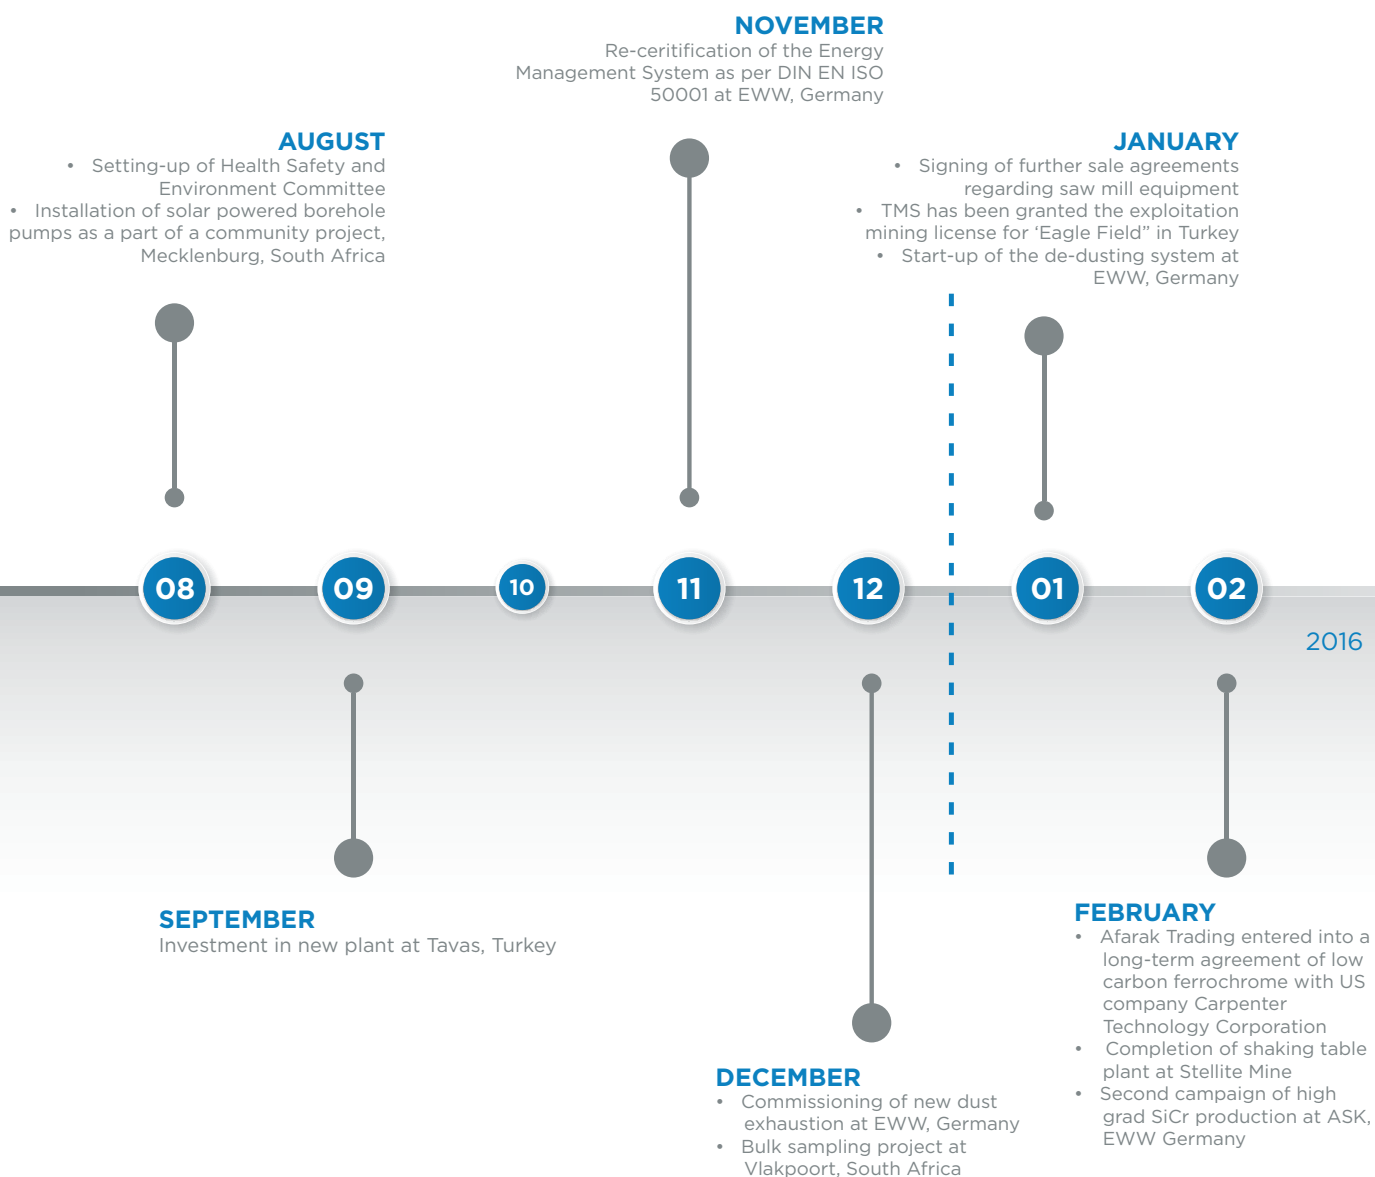 NOVEMBER
Re-ceritification of the Energy
Management System as per DIN EN ISO
50001 at EWW, Germany
AUGUST
• Setting-up of Health Safety and
Environment Committee
• Installation of solar powered borehole
pumps as a part of a community project,
Mecklenburg, South Africa
JANUARY
• Signing of further sale agreements
regarding saw mill equipment
• TMS has been granted the exploitation
mining license for ‘Eagle Field” in Turkey
• Start-up of the de-dusting system at
EWW, Germany
08
09
10
11
12
01
02
2016
SEPTEMBER
Investment in new plant at Tavas, Turkey
DECEMBER
• Commissioning of new dust
exhaustion at EWW, Germany
• Bulk sampling project at
Vlakpoort, South Africa
FEBRUARY
• Afarak Trading entered into a
long-term agreement of low
carbon ferrochrome with US
company Carpenter
Technology Corporation
• Completion of shaking table
plant at Stellite Mine
• Second campaign of high
grad SiCr production at ASK,
EWW Germany